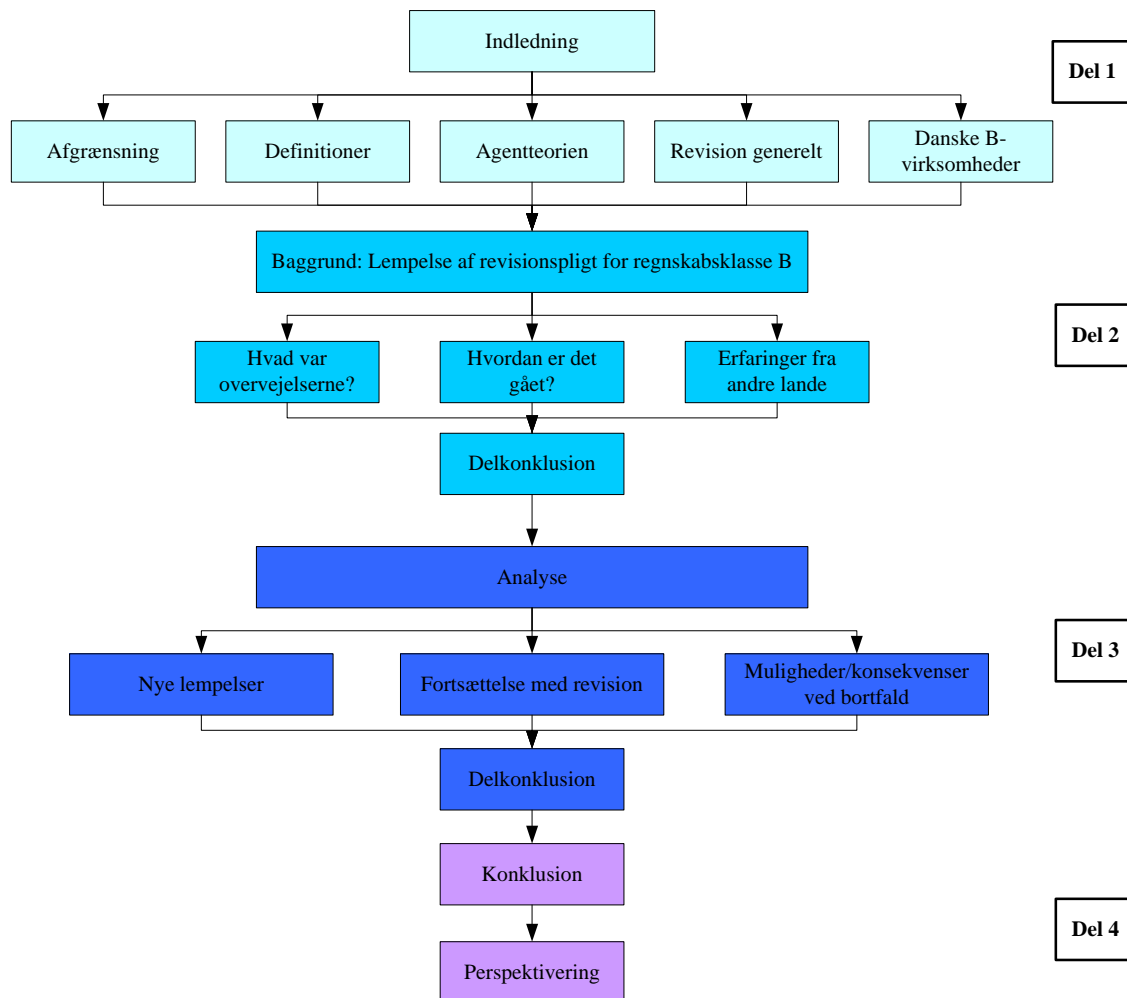 Indledning
Del 1
Afgrænsning
Definitioner
Agentteorien
Revision generelt
Danske B-
virksomheder
Baggrund: Lempelse af revisionspligt for regnskabsklasse B
Del 2
Hvad var
overvejelserne?
Hvordan er det
gået?
Erfaringer fra
andre lande
Delkonklusion
Analyse
Del 3
Nye lempelser
Fortsættelse med revision
Muligheder/konsekvenser
ved bortfald
Delkonklusion
Konklusion
Del 4
Perspektivering